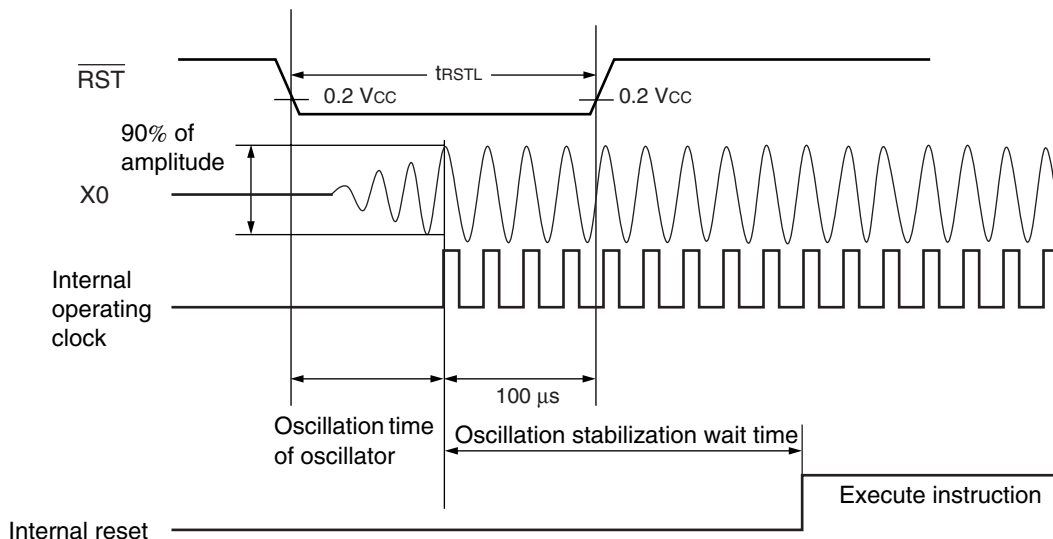 RST
tRSTL
0.2 VCC
0.2 VCC
90% of
amplitude
X0
Internal
operating
clock
100 μs
Oscillation time
of oscillator
Oscillation stabilization wait time
Execute instruction
Internal reset